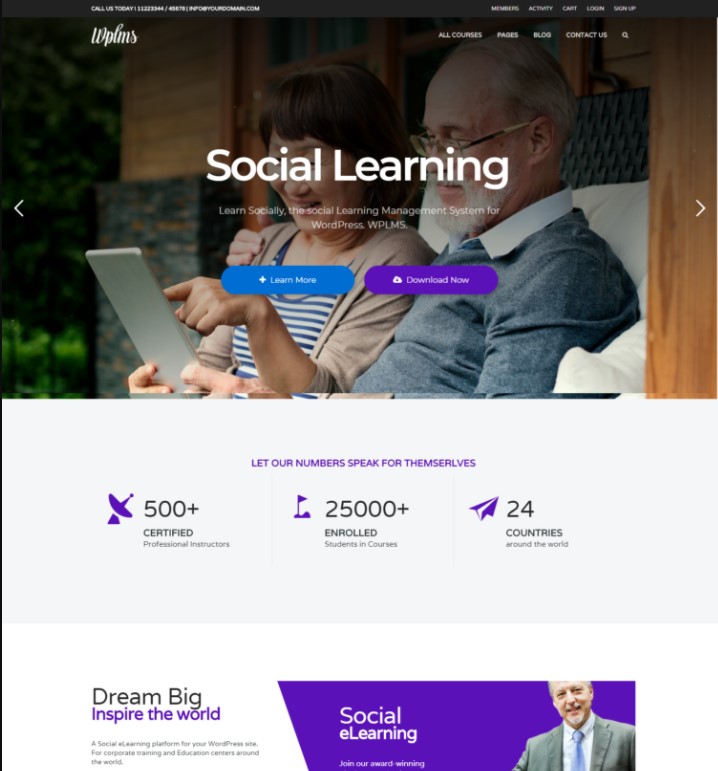 CALL US TODAY ! 11223344 / 45678 | INFO@YOURDOMAIN.COM
MEMBERS ACTIVITY CART LOGIN SIGN UP
Wplms
ALL COURSES PAGES BLOG CONTACT US
Social Learning
Learn Socially, the social Learning Management System for
WordPress. WPLMS.
Learn More
Download Now
LET OUR NUMBERS SPEAK FOR THEMSERLVES
500+
CERTIFIED
Professional Instructors
25000+
ENROLLED
Students in Courses
24
COUNTRIES
around the world
Dream Big
Inspire the world
A Social eLearning platform for your WordPress site.
For corporate training and Education centers around
the world.
Social
eLearning
Join our award-winning